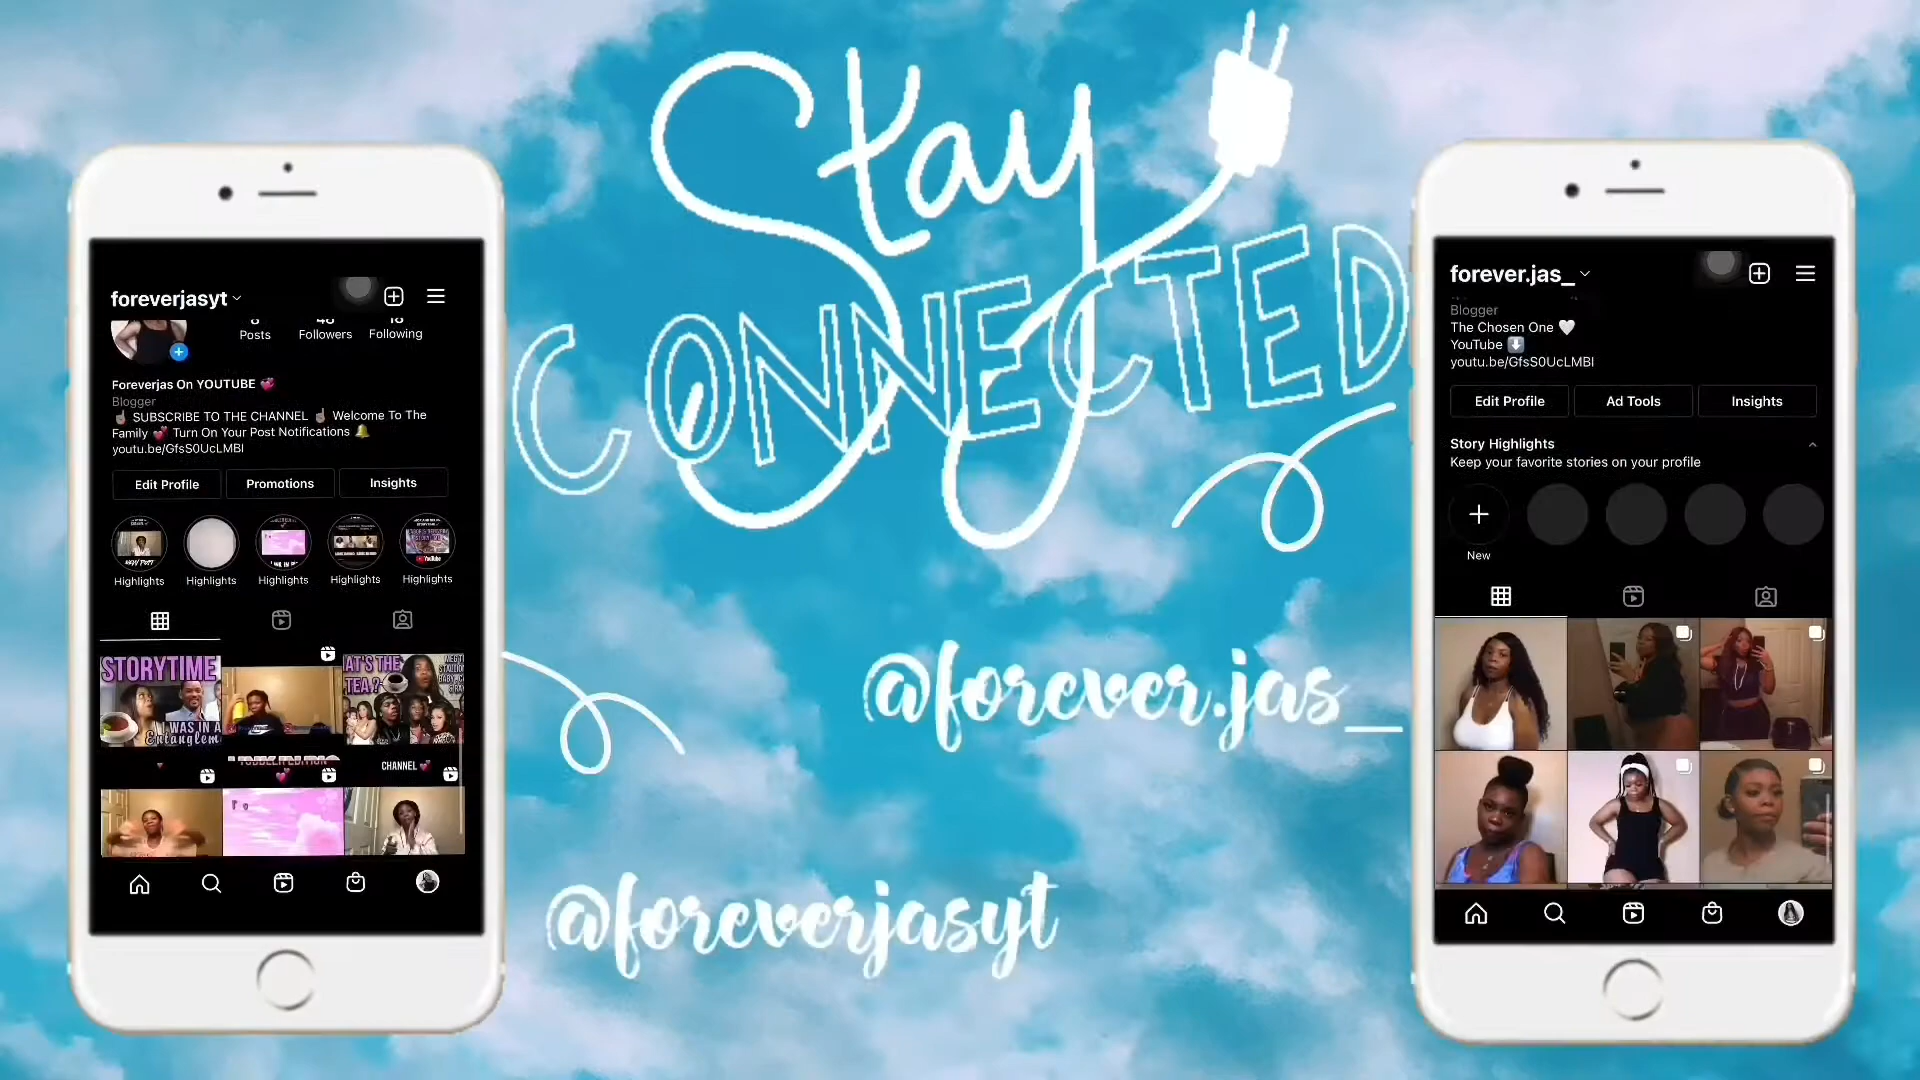 Stay
CONNECTED
foreverjasyt
Posts
Followers
Following
Foreverjas On YOUTUBE 💞
Blogger
☝🏾 SUBSCRIBE TO THE CHANNEL ☝🏾 Welcome To The
Family 💞 Turn On Your Post Notifications 🔔
youtu.be/GfsS0UcLMBI
Edit Profile
Promotions
Insights
Highlights
Highlights
Highlights
Highlights
Highlights
STORYTIME
I WAS IN A
AT'S THE
TEA?
CHANNEL 💞
@forever.jas_
@foreverjasyt
forever.jas_
Blogger
The Chosen One 🤍
YouTube ⬇️
youtu.be/GfsS0UcLMBI
Edit Profile
Ad Tools
Insights
Story Highlights
Keep your favorite stories on your profile
New